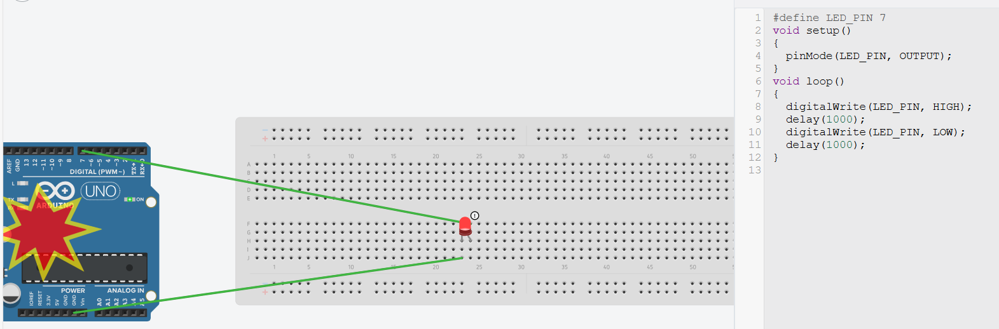 AREF
GND
13
12
~11
~10
~9
8
7
~6
~5
4
~3
2
TX→1
RX←0
DIGITAL (PWM~)
L
TX
RX
ARDUINO
UNO
ON
POWER
ANALOG IN
IOREF
RESET
3.3V
5V
GND
GND
Vin
A0
A1
A2
A3
A4
A5
− 
+
1 5 10 15 20 25 30 35 40 45 50
A
B
C
D
E
!
F
G
H
I
J
1 5 10 15 20 25 30 35 40 45 50
−
+
1 #define LED_PIN 7
2 void setup()
3 {
4   pinMode(LED_PIN, OUTPUT);
5 }
6 void loop()
7 {
8   digitalWrite(LED_PIN, HIGH);
9   delay(1000);
10   digitalWrite(LED_PIN, LOW);
11   delay(1000);
12 }
13